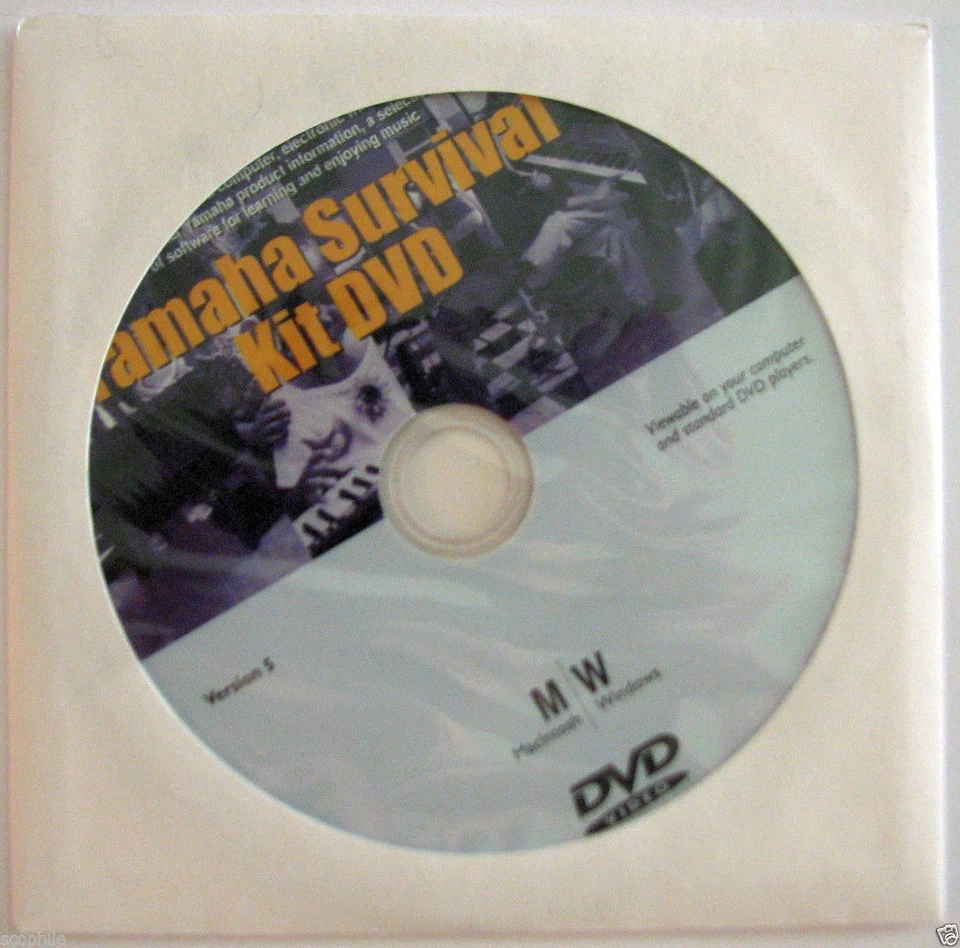 computer, electronic
Yamaha product information, a select
of software for learning and enjoying music
Yamaha Survival
Kit DVD
Viewable on your computer
and standard DVD players.
Version 5
M W
Macintosh Windows
DVD
VIDEO
scophile